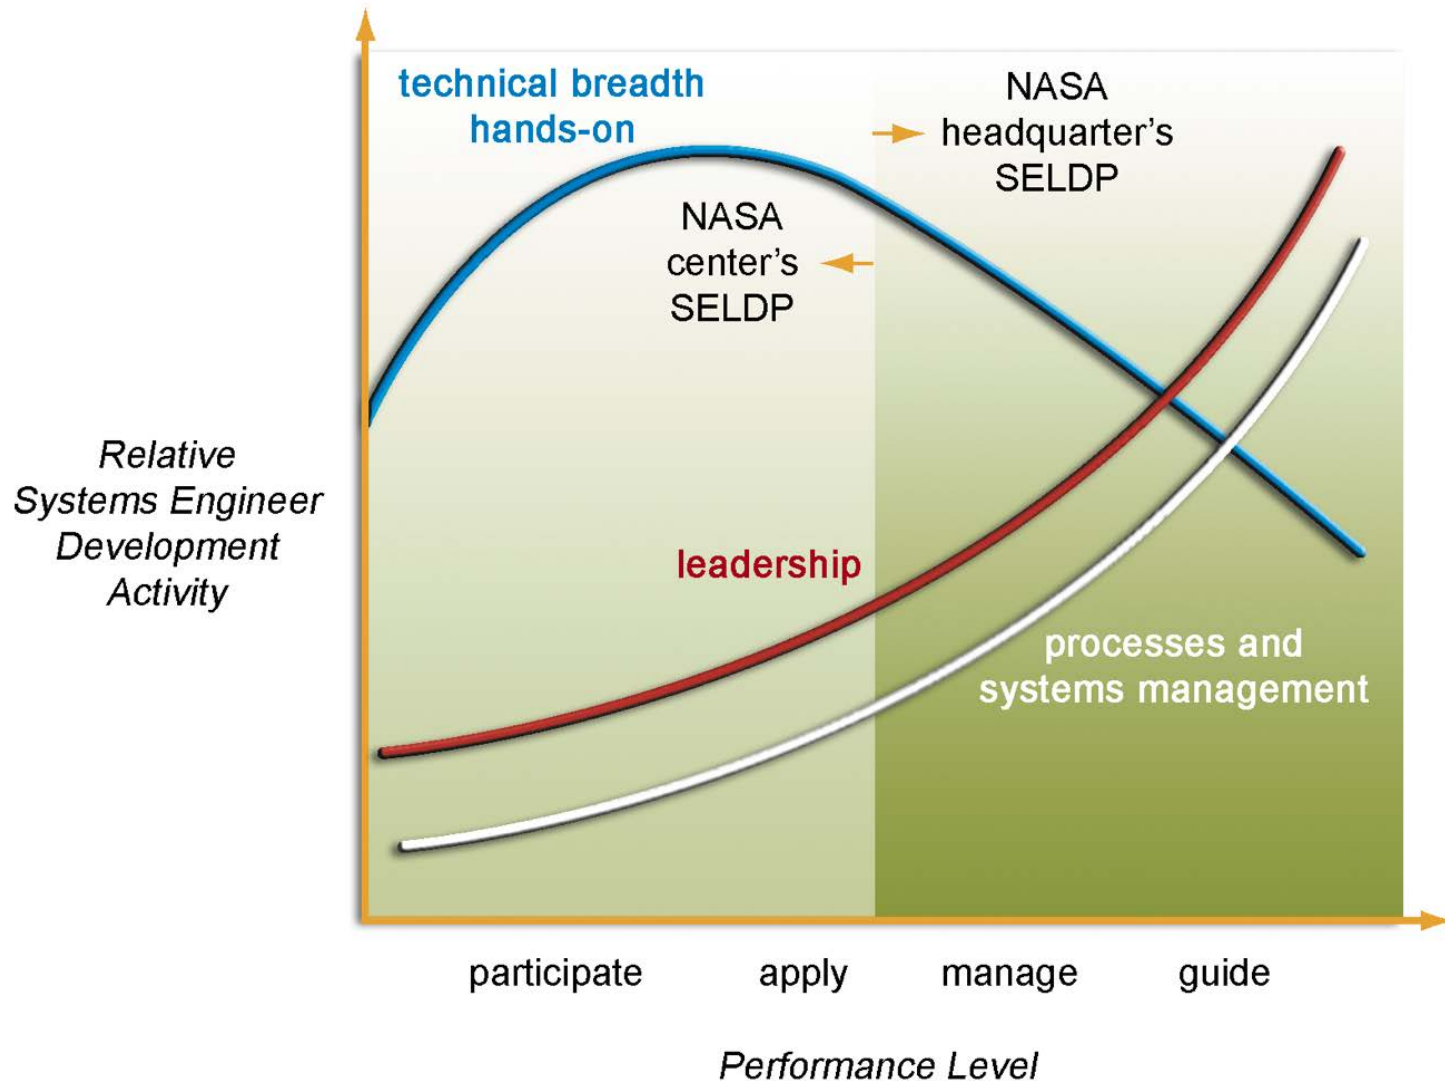 technical breadth
hands-on
NASA
headquarter's
SELDP
NASA
center's
SELDP
Relative
Systems Engineer
Development
Activity
leadership
processes and
systems management
participate apply manage guide
Performance Level